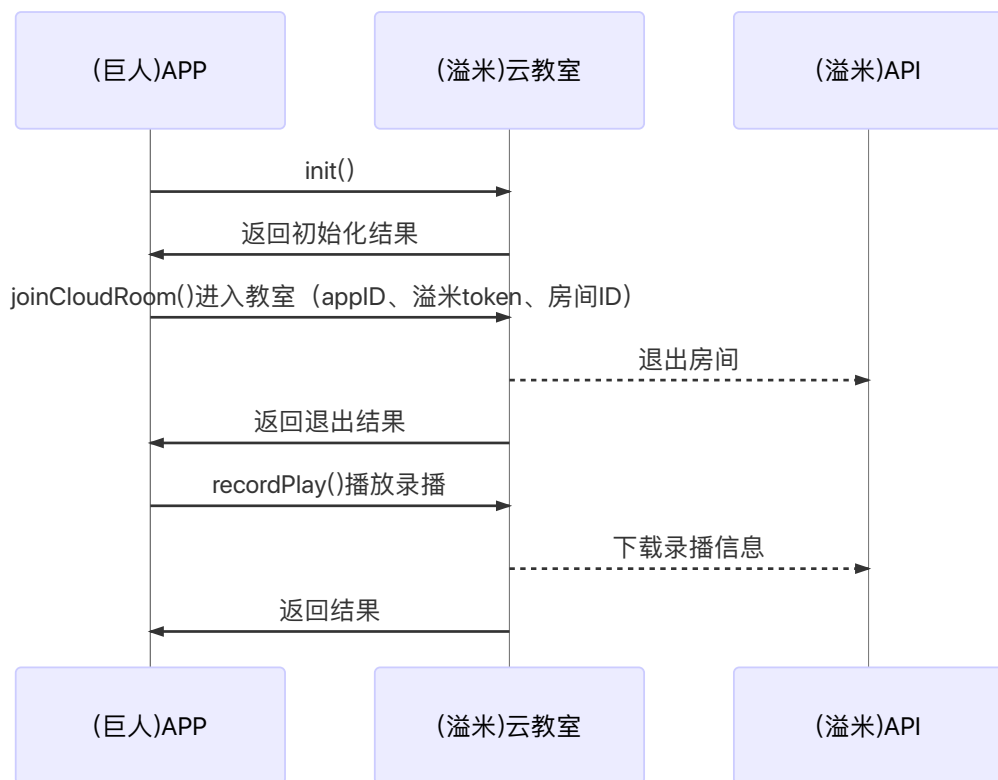 (巨人)APP
(溢米)云教室
(溢米)API
init()
返回初始化结果
joinCloudRoom()进入教室（appID、溢米token、房间ID）
退出房间
返回退出结果
recordPlay()播放录播
下载录播信息
返回结果
(巨人)APP
(溢米)云教室
(溢米)API